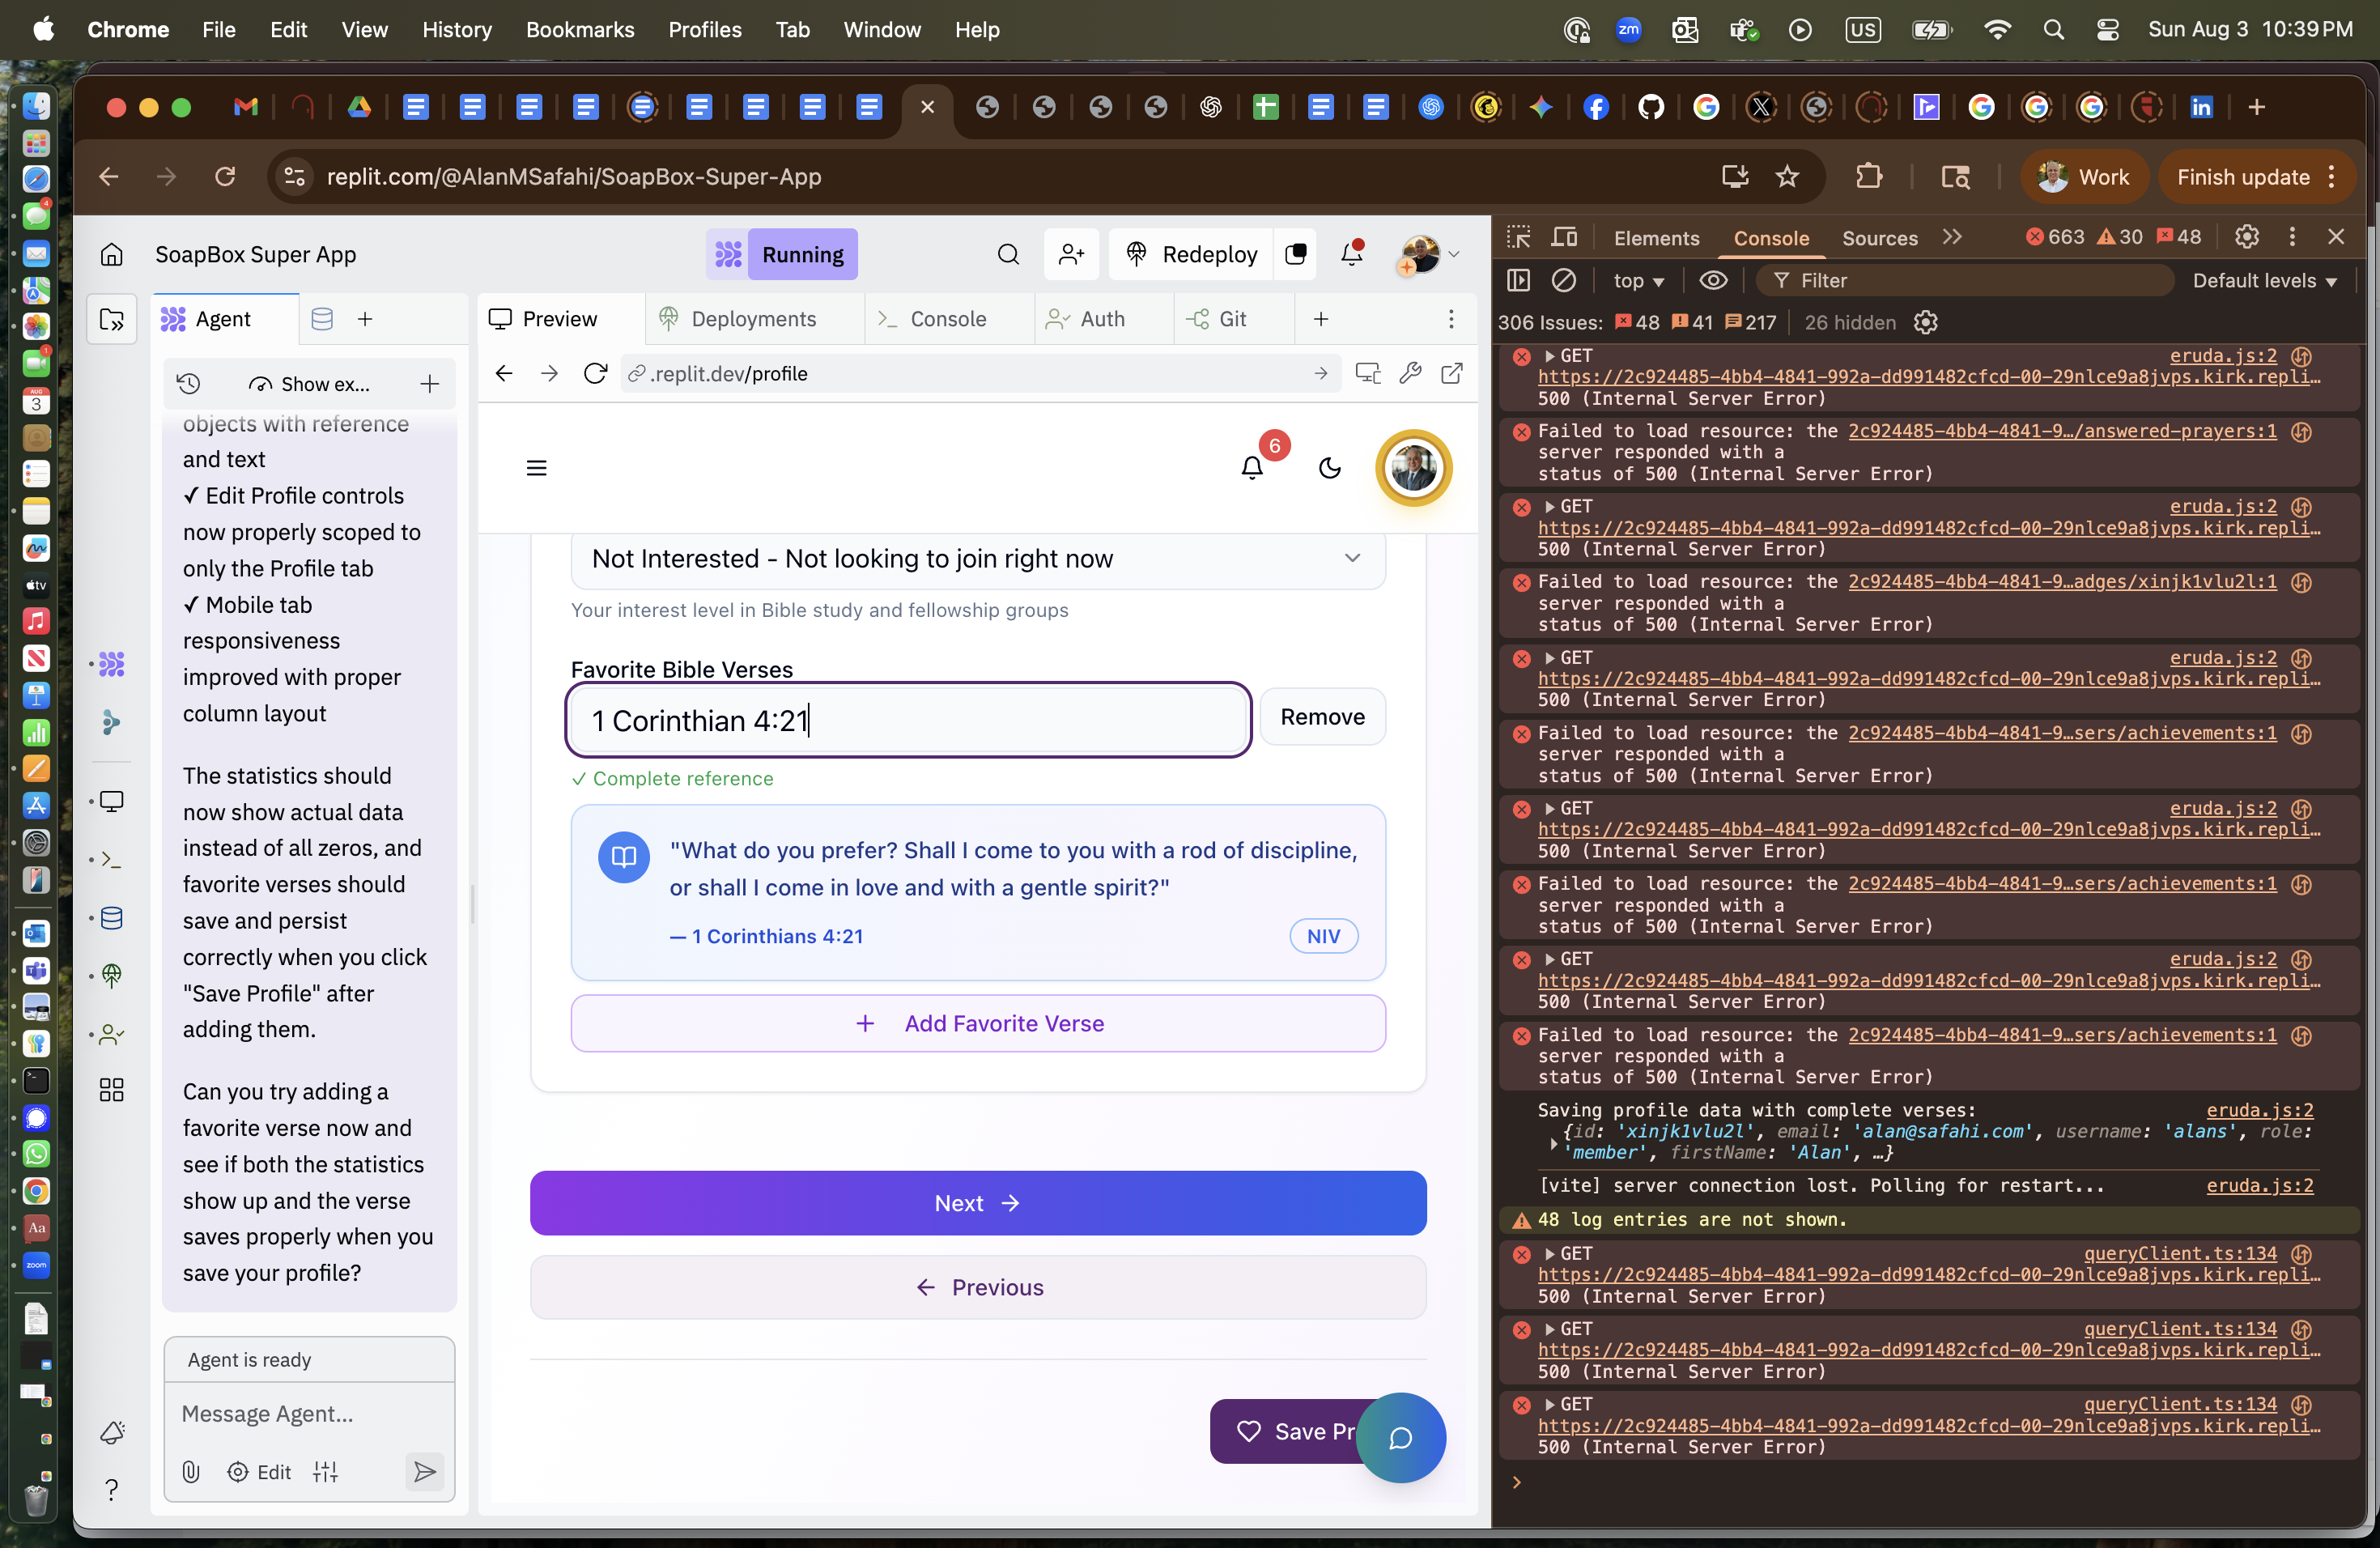 Chrome File Edit View History Bookmarks Profiles Tab Window Help
zm US Sun Aug 3 10:39 PM
replit.com/@AlanMSafahi/SoapBox-Super-App
Work
Finish update
SoapBox Super App
Running
Redeploy
Agent
Preview
Deployments
Console
Auth
Git
Show ex...
.replit.dev/profile
objects with reference
and text
✓ Edit Profile controls
now properly scoped to
only the Profile tab
✓ Mobile tab
responsiveness
improved with proper
column layout
The statistics should
now show actual data
instead of all zeros, and
favorite verses should
save and persist
correctly when you click
"Save Profile" after
adding them.
Can you try adding a
favorite verse now and
see if both the statistics
show up and the verse
saves properly when you
save your profile?
Agent is ready
Message Agent...
Edit
6
Not Interested - Not looking to join right now
Your interest level in Bible study and fellowship groups
Favorite Bible Verses
1 Corinthian 4:21
Remove
✓ Complete reference
"What do you prefer? Shall I come to you with a rod of discipline,
or shall I come in love and with a gentle spirit?"
— 1 Corinthians 4:21
NIV
+ Add Favorite Verse
Next →
← Previous
Save Pr
Elements Console Sources 663 30 48
top Filter Default levels
306 Issues: 48 41 217 26 hidden
GET eruda.js:2
https://2c924485-4bb4-4841-992a-dd991482cfcd-00-29nlce9a8jvps.kirk.repli…
500 (Internal Server Error)
Failed to load resource: the 2c924485-4bb4-4841-9…/answered-prayers:1
server responded with a
status of 500 (Internal Server Error)
GET eruda.js:2
https://2c924485-4bb4-4841-992a-dd991482cfcd-00-29nlce9a8jvps.kirk.repli…
500 (Internal Server Error)
Failed to load resource: the 2c924485-4bb4-4841-9…adges/xinjk1vlu2l:1
server responded with a
status of 500 (Internal Server Error)
GET eruda.js:2
https://2c924485-4bb4-4841-992a-dd991482cfcd-00-29nlce9a8jvps.kirk.repli…
500 (Internal Server Error)
Failed to load resource: the 2c924485-4bb4-4841-9…sers/achievements:1
server responded with a
status of 500 (Internal Server Error)
GET eruda.js:2
https://2c924485-4bb4-4841-992a-dd991482cfcd-00-29nlce9a8jvps.kirk.repli…
500 (Internal Server Error)
Failed to load resource: the 2c924485-4bb4-4841-9…sers/achievements:1
server responded with a
status of 500 (Internal Server Error)
GET eruda.js:2
https://2c924485-4bb4-4841-992a-dd991482cfcd-00-29nlce9a8jvps.kirk.repli…
500 (Internal Server Error)
Failed to load resource: the 2c924485-4bb4-4841-9…sers/achievements:1
server responded with a
status of 500 (Internal Server Error)
Saving profile data with complete verses: eruda.js:2
{id: 'xinjk1vlu2l', email: 'alan@safahi.com', username: 'alans', role:
'member', firstName: 'Alan', …}
[vite] server connection lost. Polling for restart... eruda.js:2
48 log entries are not shown.
GET queryClient.ts:134
https://2c924485-4bb4-4841-992a-dd991482cfcd-00-29nlce9a8jvps.kirk.repli…
500 (Internal Server Error)
GET queryClient.ts:134
https://2c924485-4bb4-4841-992a-dd991482cfcd-00-29nlce9a8jvps.kirk.repli…
500 (Internal Server Error)
GET queryClient.ts:134
https://2c924485-4bb4-4841-992a-dd991482cfcd-00-29nlce9a8jvps.kirk.repli…
500 (Internal Server Error)